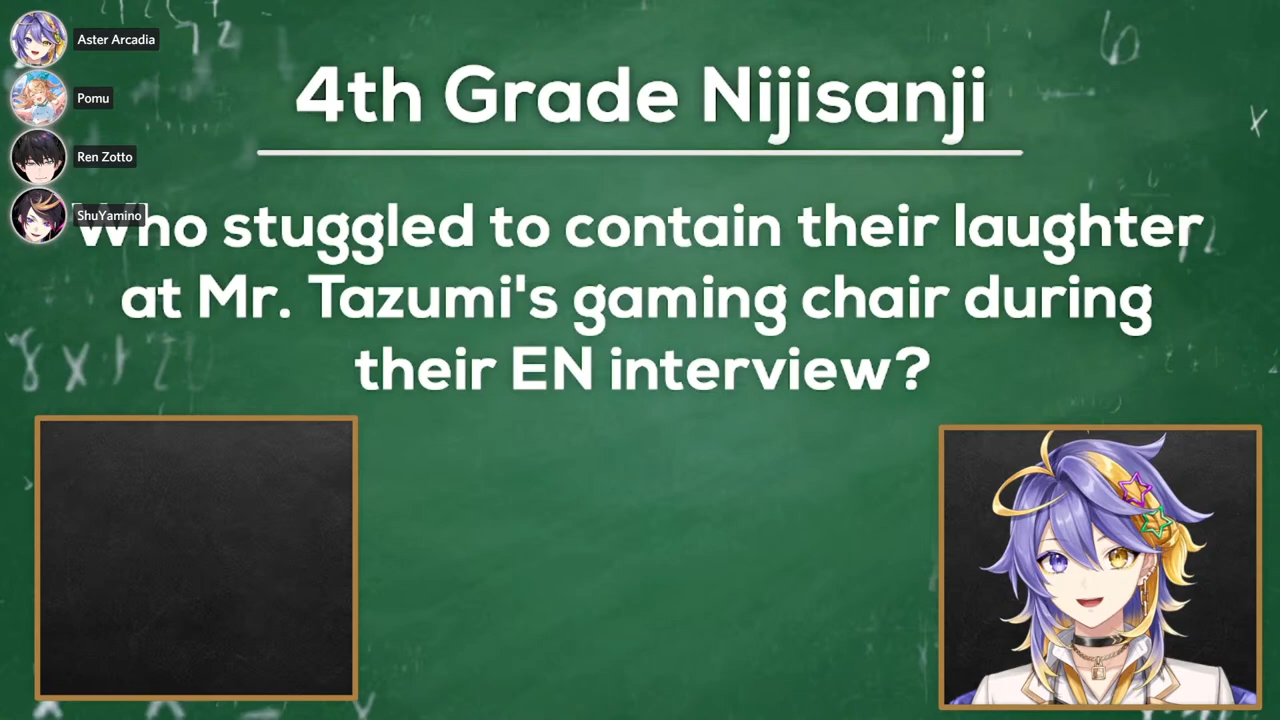 Aster Arcadia
Pomu
Ren Zotto
ShuYamino
4th Grade Nijisanji
Who stuggled to contain their laughter
at Mr. Tazumi's gaming chair during
their EN interview?
6
x